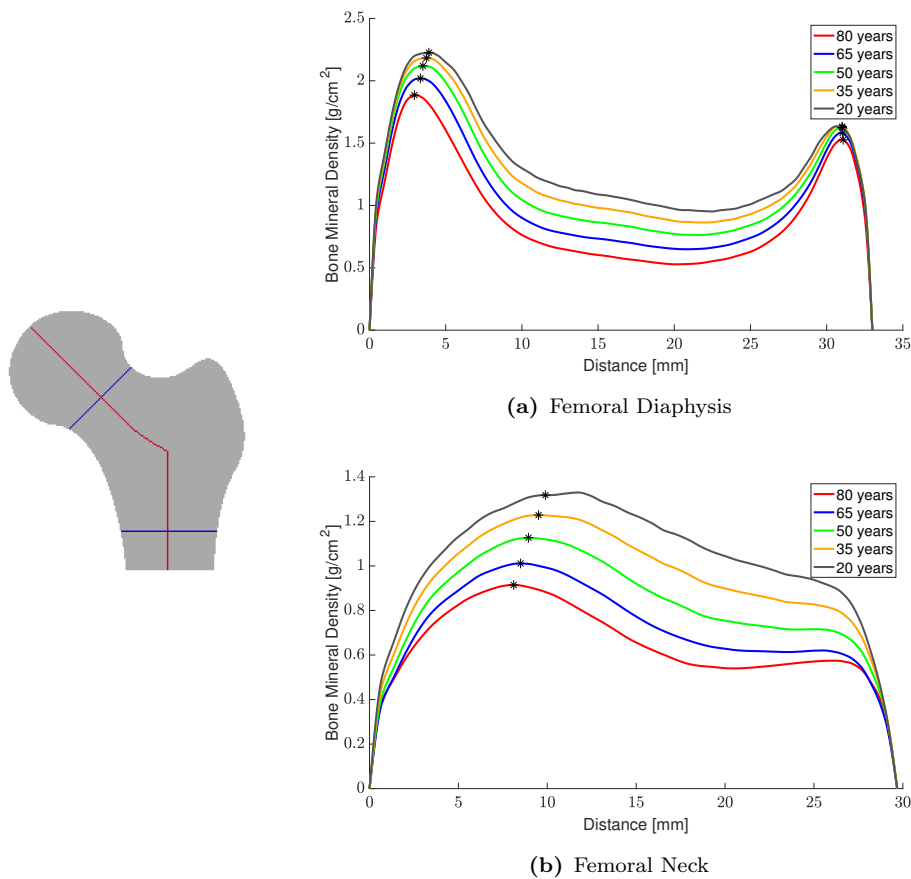 2.5
2
1.5
1
0.5
0
0 5 10 15 20 25 30 35
Bone Mineral Density [g/cm²]
Distance [mm]
80 years
65 years
50 years
35 years
20 years
(a) Femoral Diaphysis
1.4
1.2
1
0.8
0.6
0.4
0.2
0
0 5 10 15 20 25 30
Bone Mineral Density [g/cm²]
Distance [mm]
80 years
65 years
50 years
35 years
20 years
(b) Femoral Neck